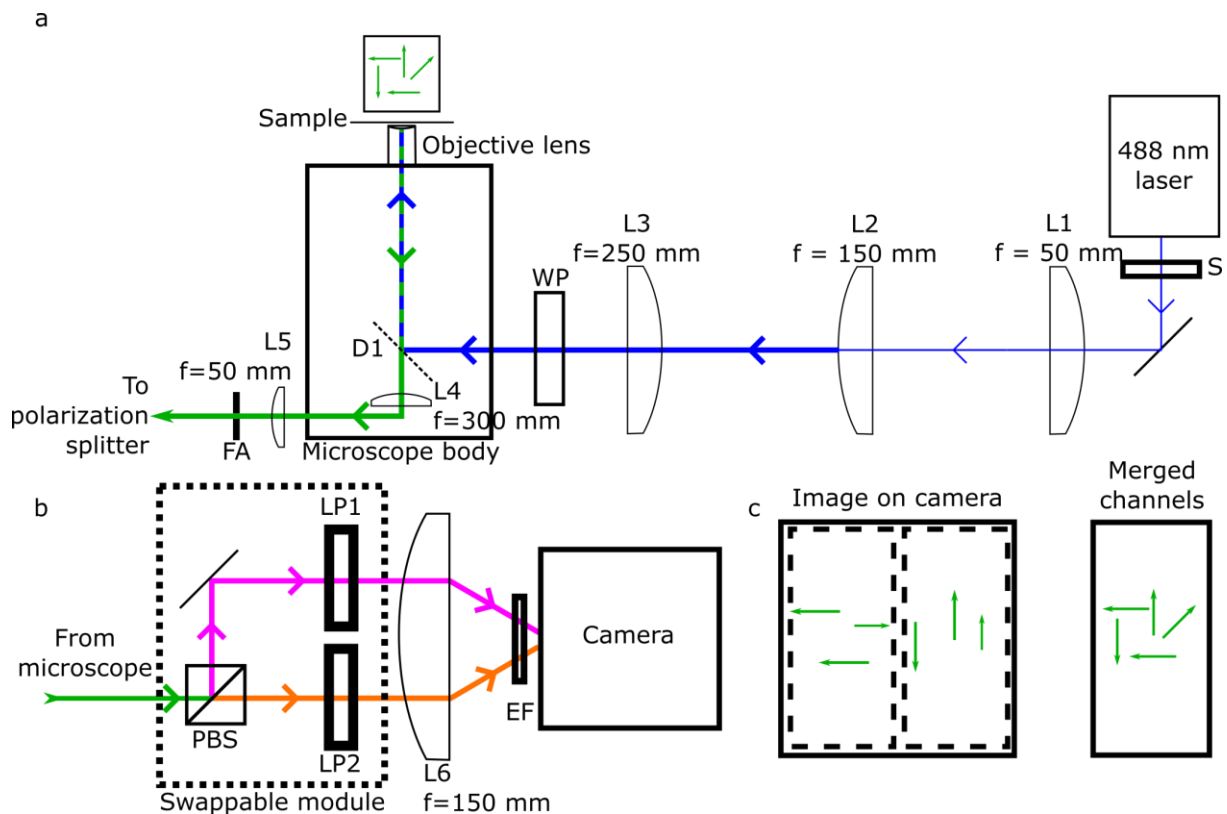 a
Sample
Objective lens
488 nm
laser
S
L1
f = 50 mm
L2
f = 150 mm
L3
f=250 mm
WP
D1
L4
f=300 mm
L5
f=50 mm
To
polarization
splitter
FA
Microscope body
b
From
microscope
PBS
LP1
LP2
Swappable module
L6
f=150 mm
EF
Camera
c
Image on camera
Merged
channels